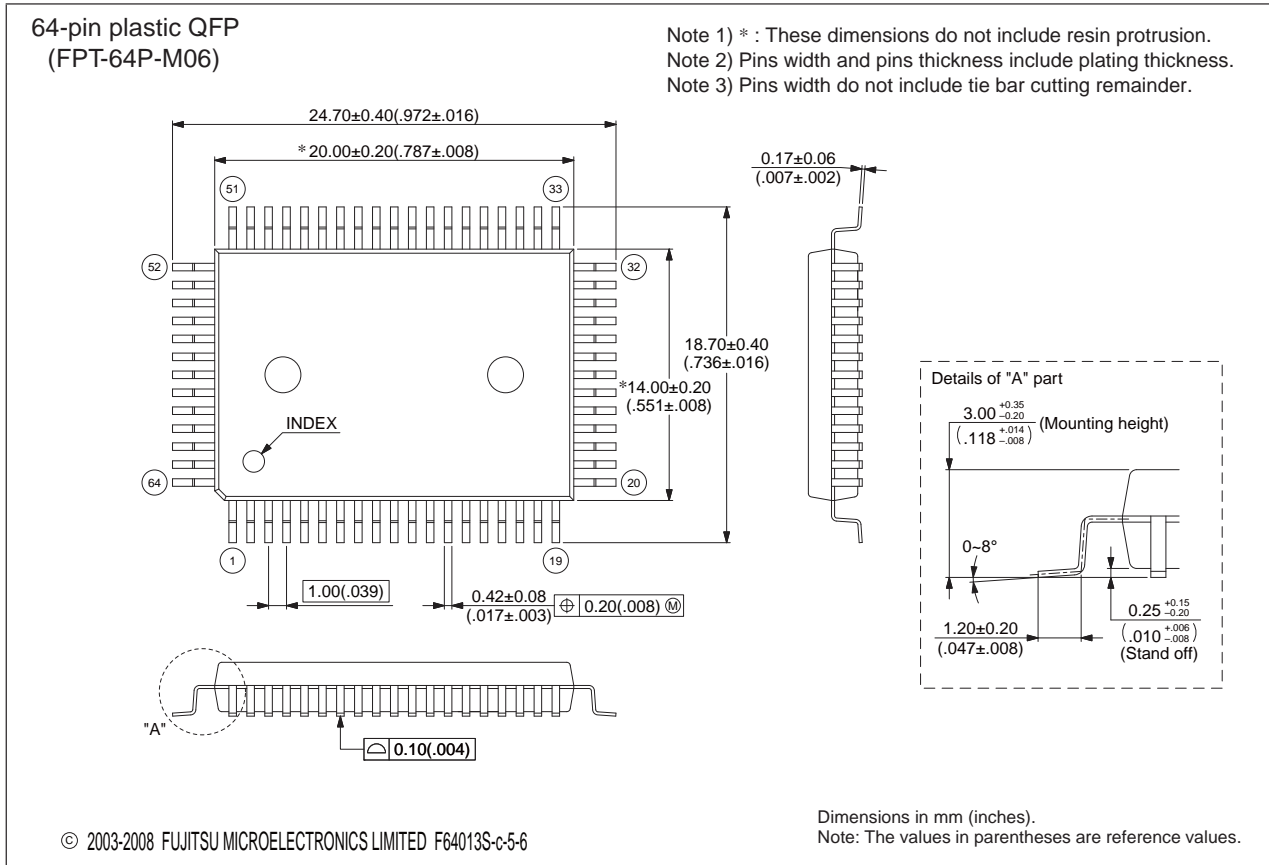 64-pin plastic QFP
(FPT-64P-M06)
Note 1) * : These dimensions do not include resin protrusion.
Note 2) Pins width and pins thickness include plating thickness.
Note 3) Pins width do not include tie bar cutting remainder.
24.70±0.40(.972±.016)
*20.00±0.20(.787±.008)
51
33
0.17±0.06
(.007±.002)
52
32
18.70±0.40
(.736±.016)
*14.00±0.20
(.551±.008)
INDEX
64
20
1
19
1.00(.039)
0.42±0.08
(.017±.003)
⌖ 0.20(.008) Ⓜ
Details of "A" part
3.00 +0.35 −0.20 (Mounting height)
(.118 +.014 −.008)
0~8°
1.20±0.20
(.047±.008)
0.25 +0.15 −0.20
(.010 +.006 −.008)
(Stand off)
"A"
⌓ 0.10(.004)
© 2003-2008 FUJITSU MICROELECTRONICS LIMITED F64013S-c-5-6
Dimensions in mm (inches).
Note: The values in parentheses are reference values.